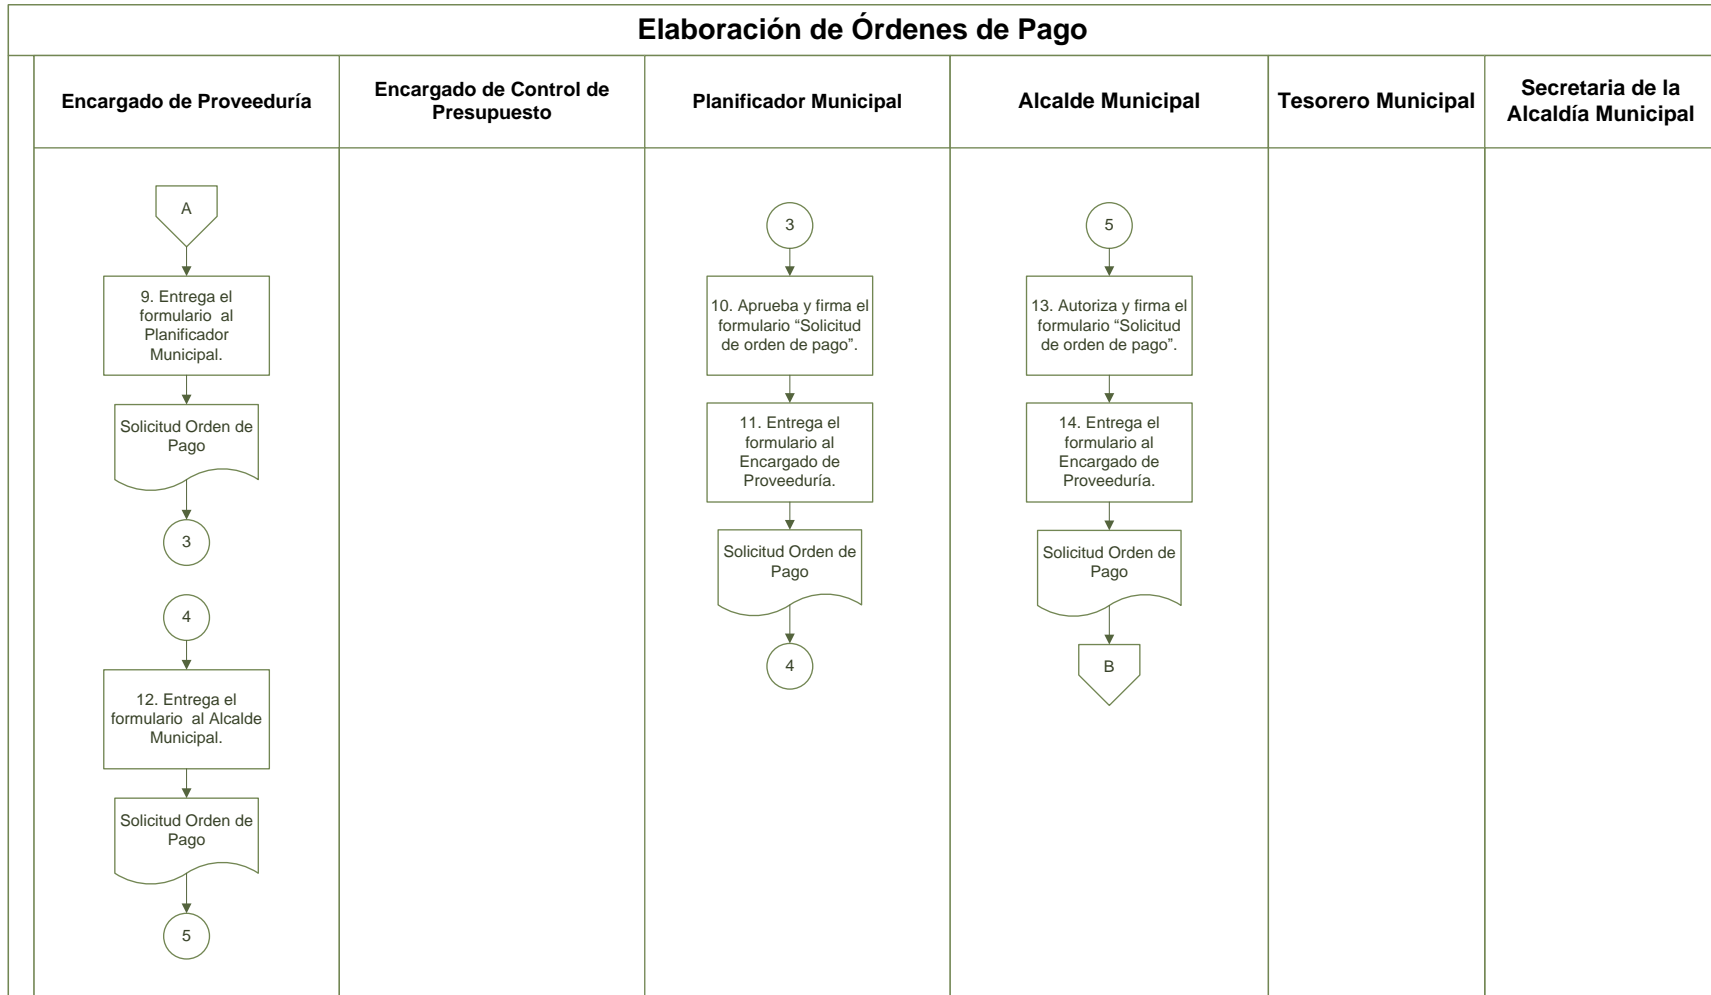 Elaboración de Órdenes de Pago
Encargado de Proveeduría
Encargado de Control de
Presupuesto
Planificador Municipal
Alcalde Municipal
Tesorero Municipal
Secretaria de la
Alcaldía Municipal
A
9. Entrega el
formulario al
Planificador
Municipal.
Solicitud Orden de
Pago
3
4
12. Entrega el
formulario al Alcalde
Municipal.
Solicitud Orden de
Pago
5
3
10. Aprueba y firma el
formulario “Solicitud
de orden de pago”.
11. Entrega el
formulario al
Encargado de
Proveeduría.
Solicitud Orden de
Pago
4
5
13. Autoriza y firma el
formulario “Solicitud
de orden de pago”.
14. Entrega el
formulario al
Encargado de
Proveeduría.
Solicitud Orden de
Pago
B